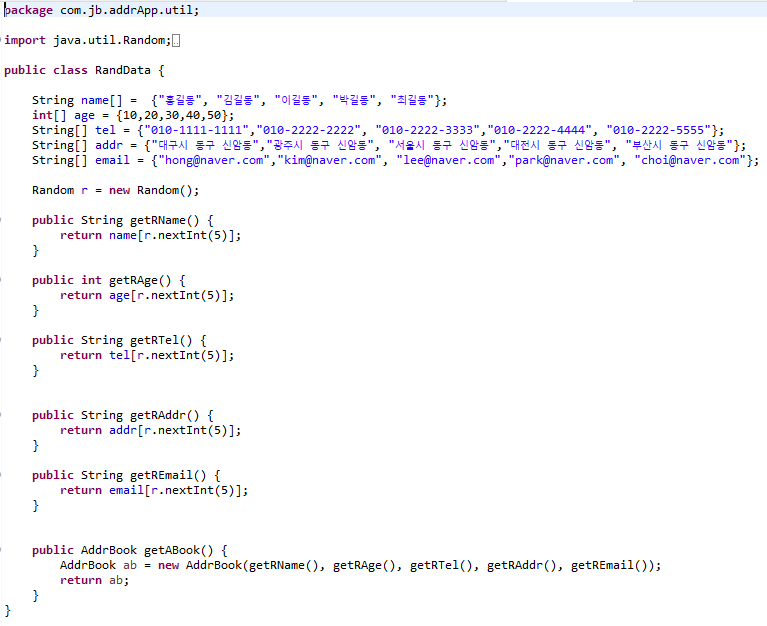 package com.jb.addrApp.util;
import java.util.Random;
public class RandData {
String name[] =  {"홍길동", "김길동", "이길동", "박길동", "최길동"};
int[] age = {10,20,30,40,50};
String[] tel = {"010-1111-1111","010-2222-2222", "010-2222-3333","010-2222-4444", "010-2222-5555"};
String[] addr = {"대구시 동구 신암동","광주시 동구 신암동", "서울시 동구 신암동","대전시 동구 신암동", "부산시 동구 신암동"};
String[] email = {"hong@naver.com","kim@naver.com", "lee@naver.com","park@naver.com", "choi@naver.com"};
Random r = new Random();
public String getRName() {
return name[r.nextInt(5)];
}
public int getRAge() {
return age[r.nextInt(5)];
}
public String getRTel() {
return tel[r.nextInt(5)];
}
public String getRAddr() {
return addr[r.nextInt(5)];
}
public String getREmail() {
return email[r.nextInt(5)];
}
public AddrBook getABook() {
AddrBook ab = new AddrBook(getRName(), getRAge(), getRTel(), getRAddr(), getREmail());
return ab;
}
}